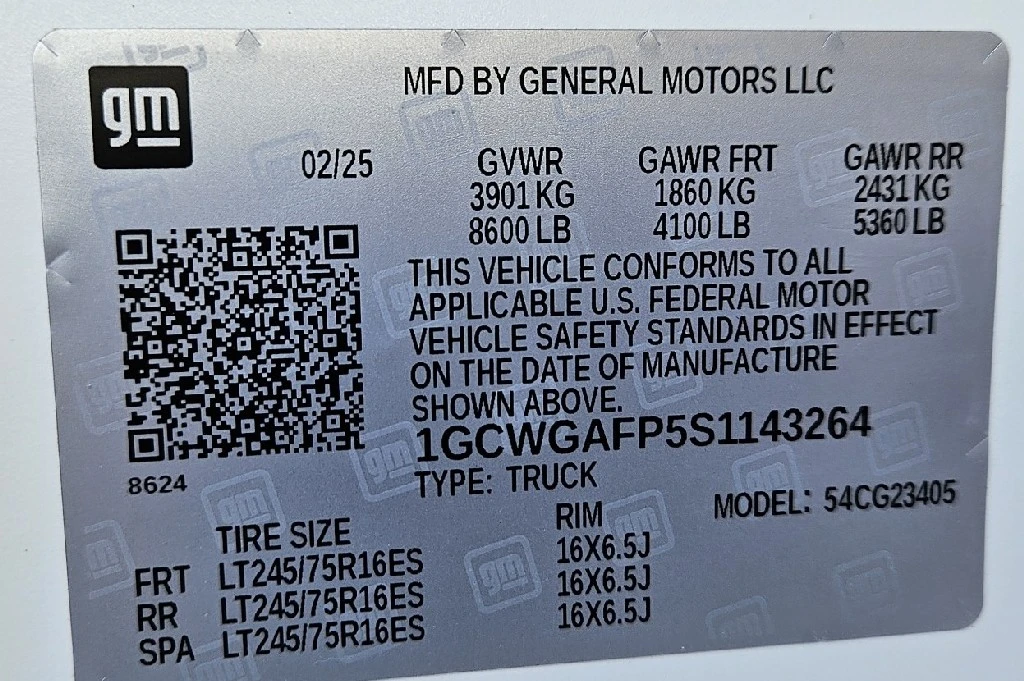 gm
MFD BY GENERAL MOTORS LLC
02/25 GVWR GAWR FRT GAWR RR
3901 KG 1860 KG 2431 KG
8600 LB 4100 LB 5360 LB
THIS VEHICLE CONFORMS TO ALL
APPLICABLE U.S. FEDERAL MOTOR
VEHICLE SAFETY STANDARDS IN EFFECT
ON THE DATE OF MANUFACTURE
SHOWN ABOVE.
1GCWGAFP5S1143264
8624
TYPE: TRUCK
MODEL: 54CG23405
TIRE SIZE RIM
FRT LT245/75R16ES 16X6.5J
RR LT245/75R16ES 16X6.5J
SPA LT245/75R16ES 16X6.5J